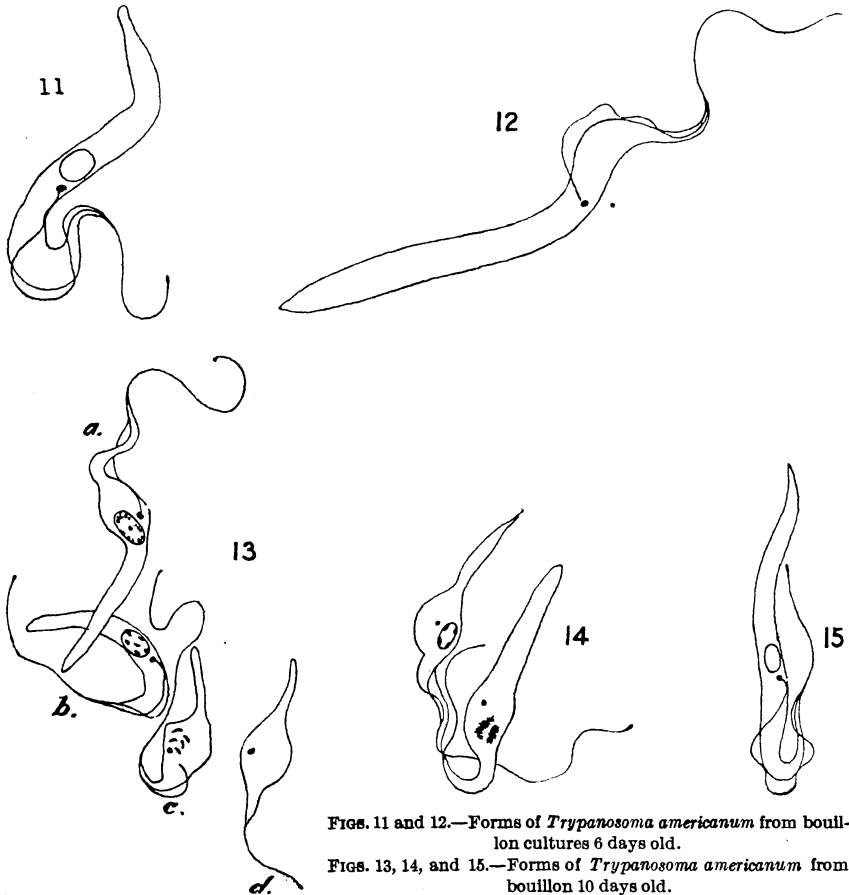 11
12
a.
13
b.
c.
d.
14
15
FIGS. 11 and 12.—Forms of Trypanosoma americanum from bouil-
lon cultures 6 days old.
FIGS. 13, 14, and 15.—Forms of Trypanosoma americanum from
bouillon 10 days old.